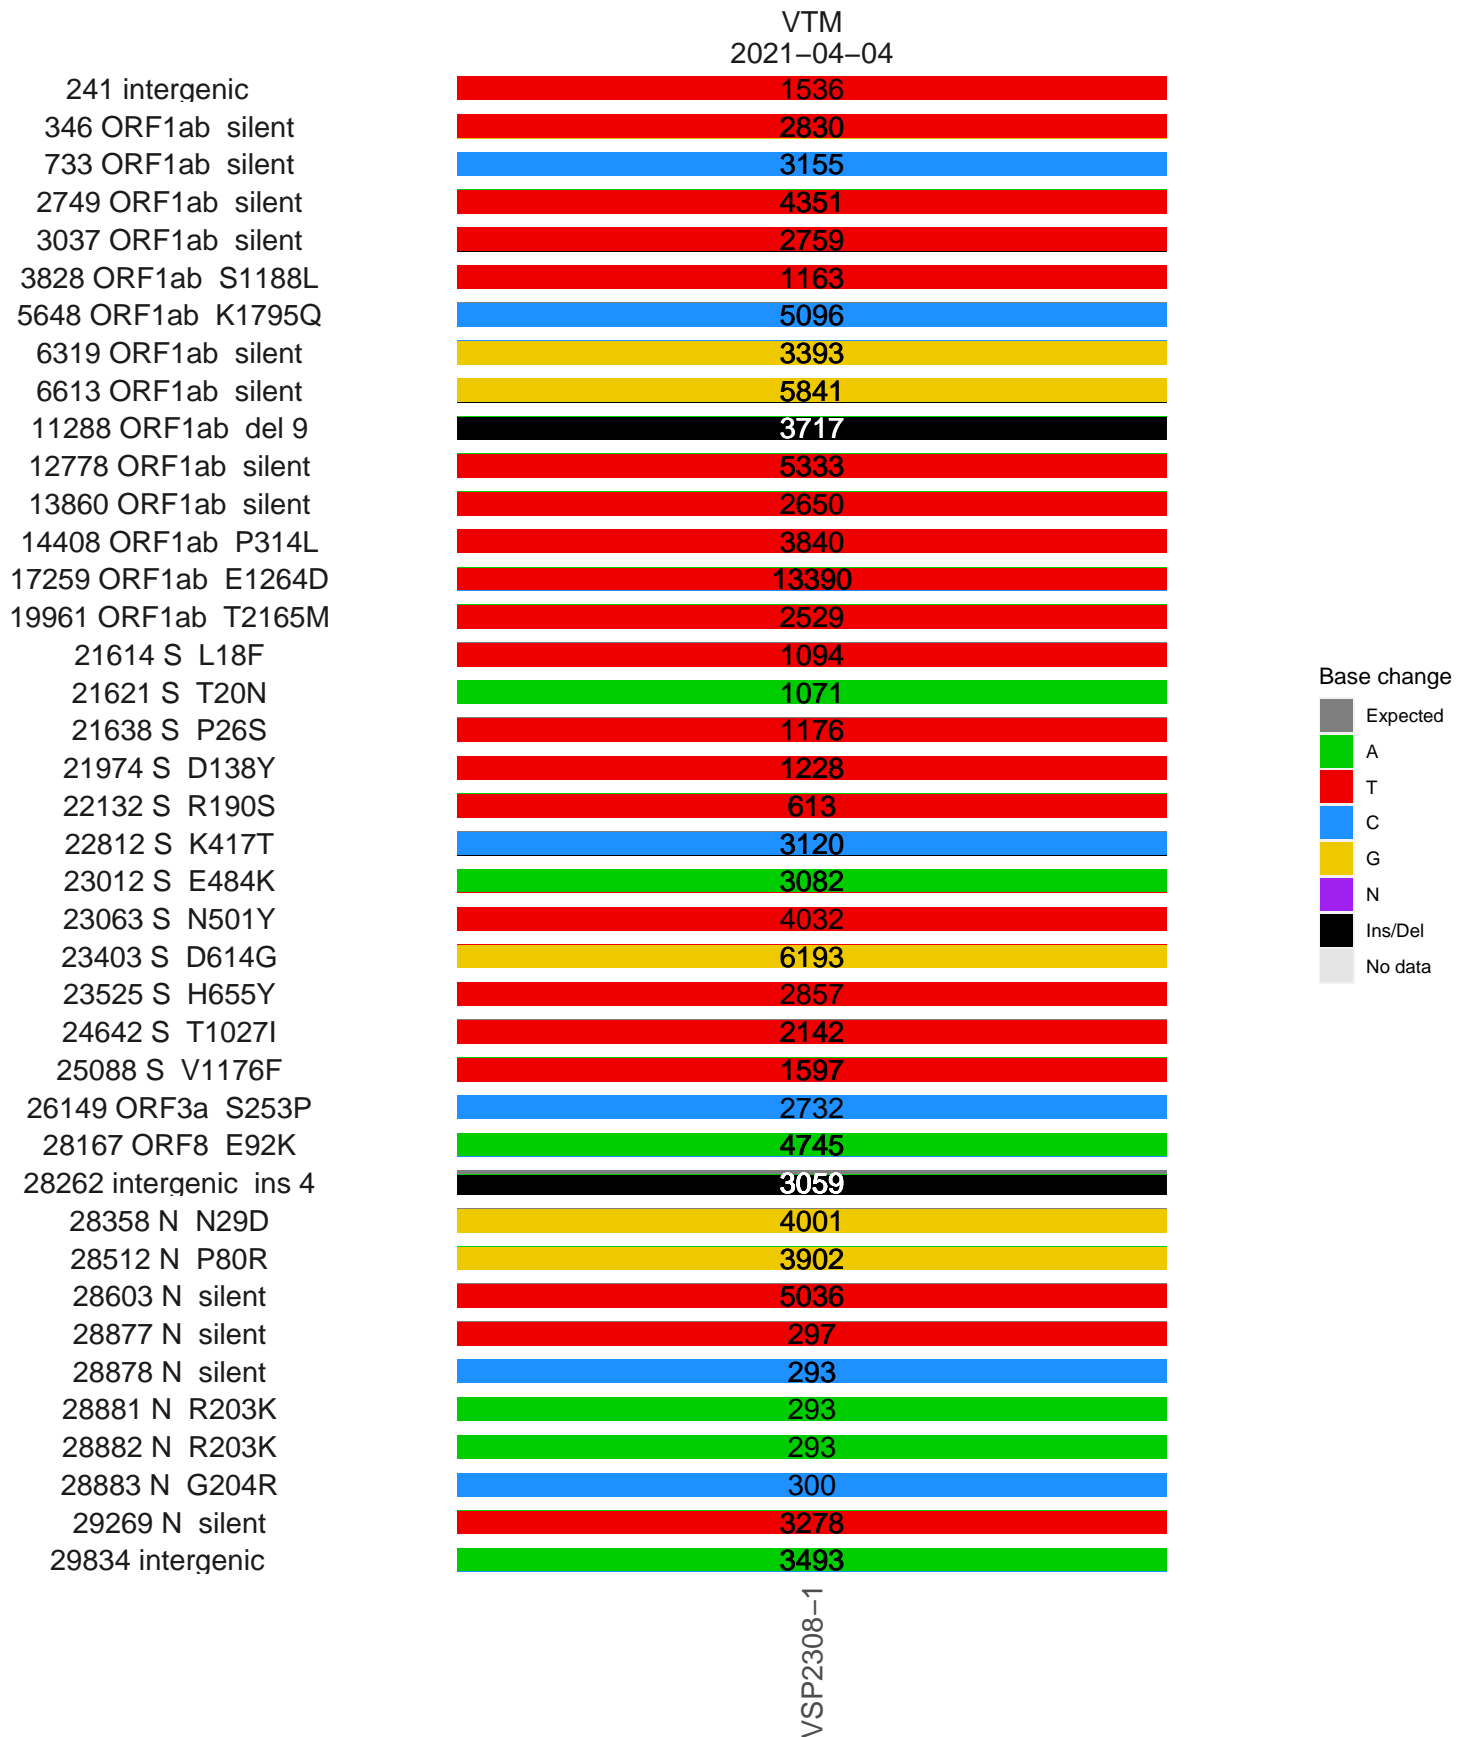 VTM
2021−04−04
241 intergenic 1536
346 ORF1ab silent 2830
733 ORF1ab silent 3155
2749 ORF1ab silent 4351
3037 ORF1ab silent 2759
3828 ORF1ab S1188L 1163
5648 ORF1ab K1795Q 5096
6319 ORF1ab silent 3393
6613 ORF1ab silent 5841
11288 ORF1ab del 9 3717
12778 ORF1ab silent 5333
13860 ORF1ab silent 2650
14408 ORF1ab P314L 3840
17259 ORF1ab E1264D 13390
19961 ORF1ab T2165M 2529
21614 S L18F 1094
21621 S T20N 1071
21638 S P26S 1176
21974 S D138Y 1228
22132 S R190S 613
22812 S K417T 3120
23012 S E484K 3082
23063 S N501Y 4032
23403 S D614G 6193
23525 S H655Y 2857
24642 S T1027I 2142
25088 S V1176F 1597
26149 ORF3a S253P 2732
28167 ORF8 E92K 4745
28262 intergenic ins 4 3059
28358 N N29D 4001
28512 N P80R 3902
28603 N silent 5036
28877 N silent 297
28878 N silent 293
28881 N R203K 293
28882 N R203K 293
28883 N G204R 300
29269 N silent 3278
29834 intergenic 3493
VSP2308−1
Base change
Expected
A
T
C
G
N
Ins/Del
No data